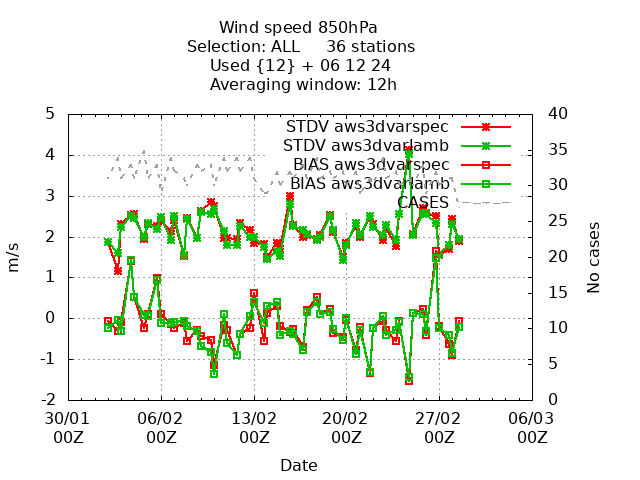 Wind speed 850hPa
Selection: ALL 36 stations
Used {12} + 06 12 24
Averaging window: 12h
STDV aws3dvarspec
STDV aws3dvarlamb
BIAS aws3dvarspec
BIAS aws3dvarlamb
CASES
5
4
3
2
1
0
-1
-2
m/s
40
35
30
25
20
15
10
5
0
No cases
30/01 06/02 13/02 20/02 27/02 06/03
00Z 00Z 00Z 00Z 00Z 00Z
Date